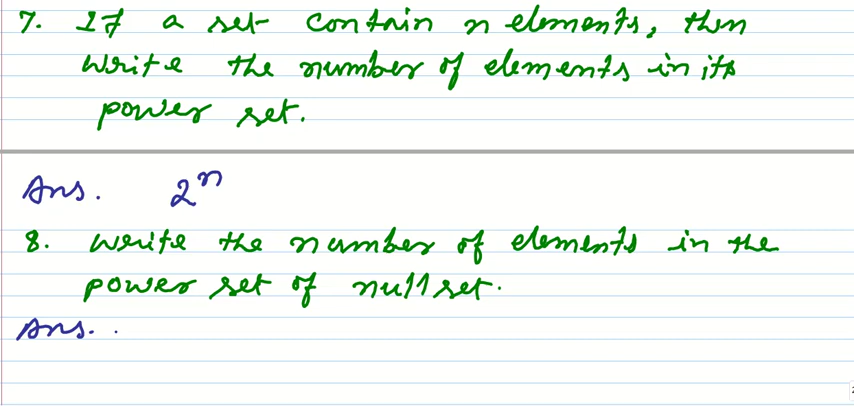 7. If a set contain n elements, then
write the number of elements in its
power set.
Ans. 2^n
8. write the number of elements in the
power set of null set.
Ans.